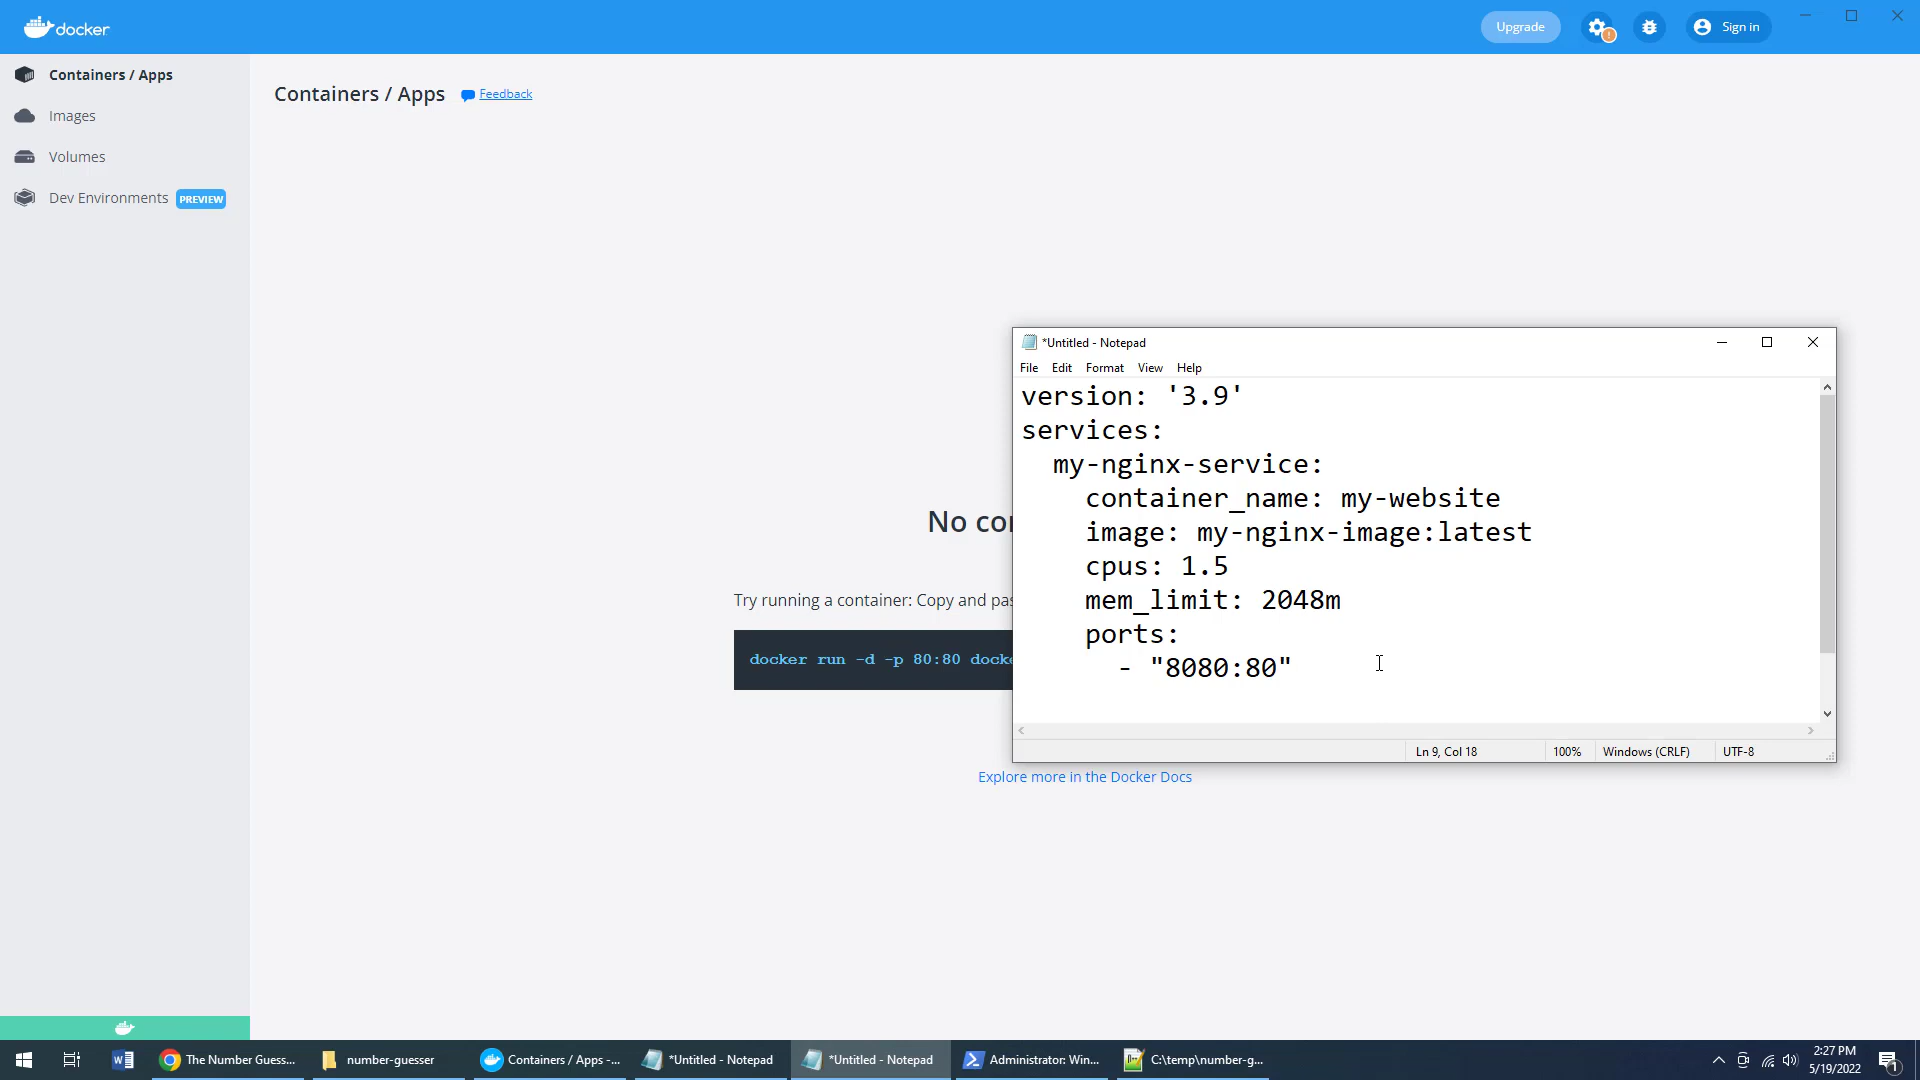 docker
Upgrade
!
Sign in
Containers / Apps
Images
Volumes
Dev Environments PREVIEW
Containers / Apps Feedback
Try running a container: Copy and
docker run -d -p 80:80
Explore more in the Docker Docs
*Untitled - Notepad
File Edit Format View Help
version: '3.9'
services:
my-nginx-service:
container_name: my-website
image: my-nginx-image:latest
cpus: 1.5
mem_limit: 2048m
ports:
- "8080:80"
Ln 9, Col 18 100% Windows (CRLF) UTF-8
The Number Guess...
number-guesser
Containers / Apps -...
*Untitled - Notepad
*Untitled - Notepad
Administrator: Win...
C:\temp\number-g...
2:27 PM
5/19/2022
1